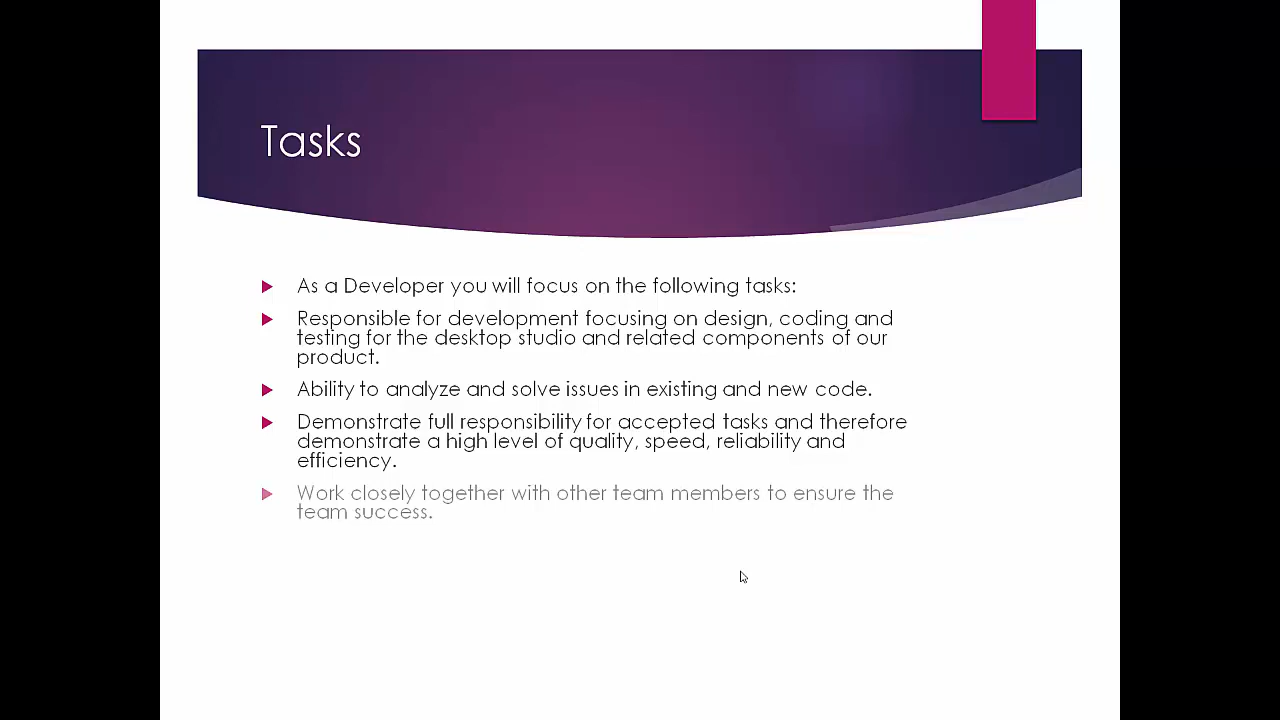 Tasks
As a Developer you will focus on the following tasks:
Responsible for development focusing on design, coding and
testing for the desktop studio and related components of our
product.
Ability to analyze and solve issues in existing and new code.
Demonstrate full responsibility for accepted tasks and therefore
demonstrate a high level of quality, speed, reliability and
efficiency.
Work closely together with other team members to ensure the
team success.